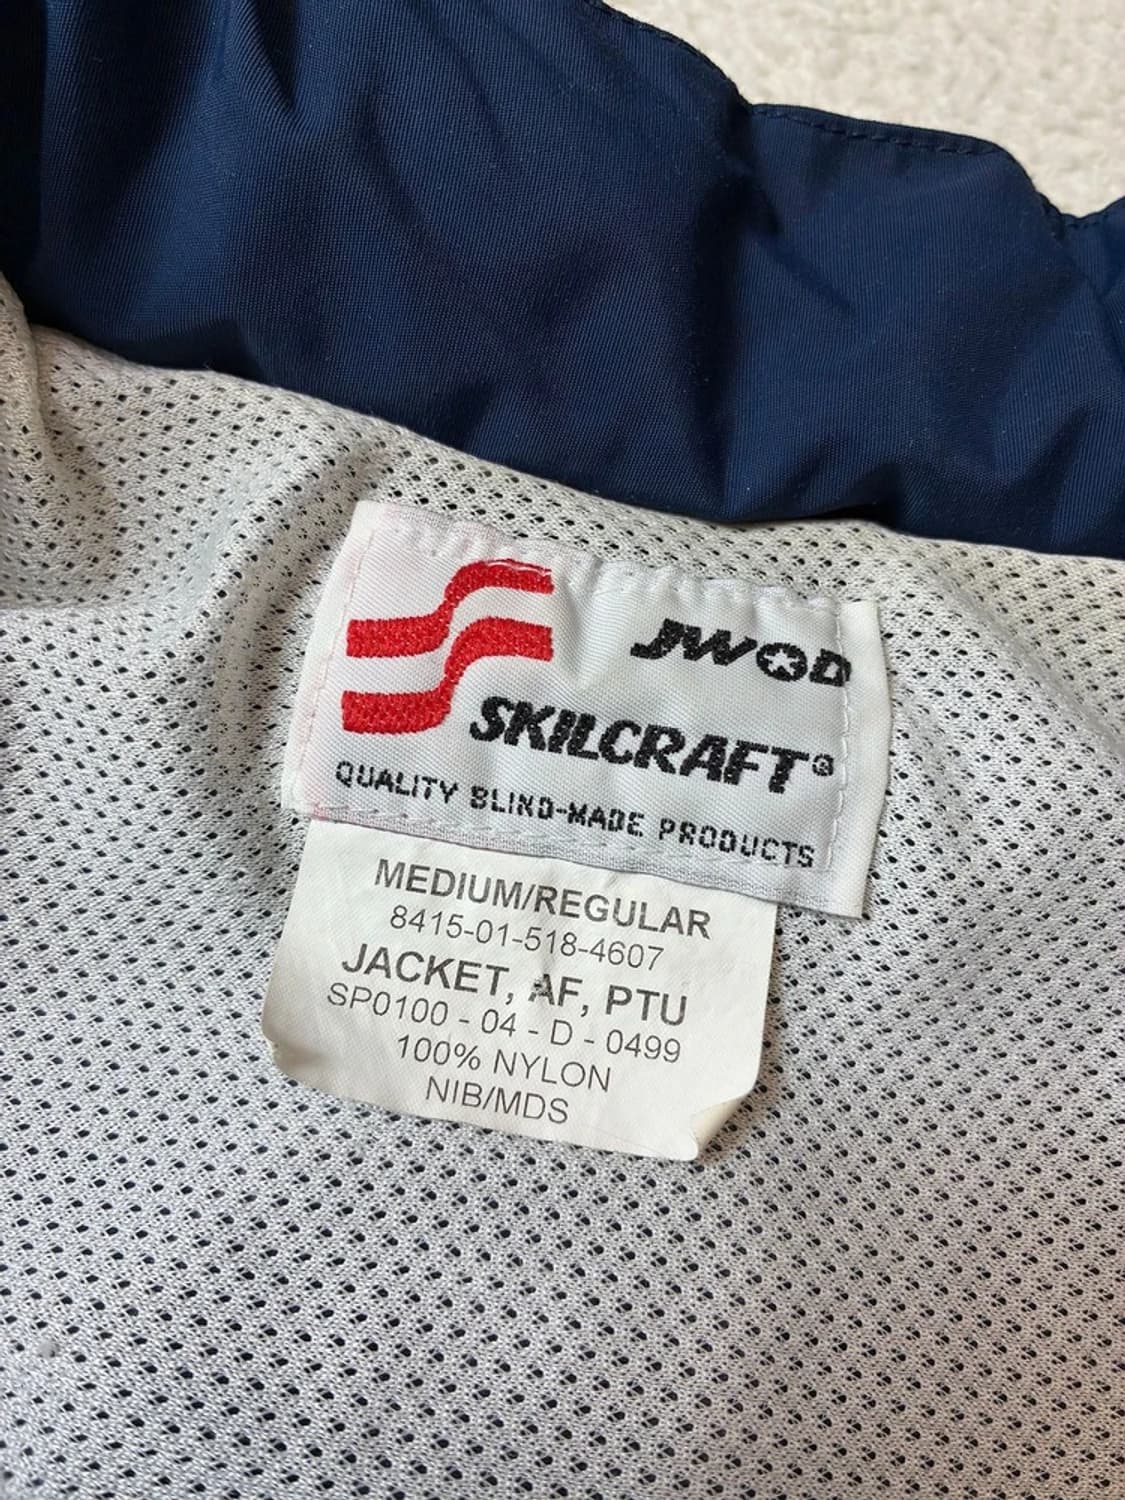 JWOD
SKILCRAFT®
QUALITY BLIND-MADE PRODUCTS
MEDIUM/REGULAR
8415-01-518-4607
JACKET, AF, PTU
SP0100 - 04 - D - 0499
100% NYLON
NIB/MDS